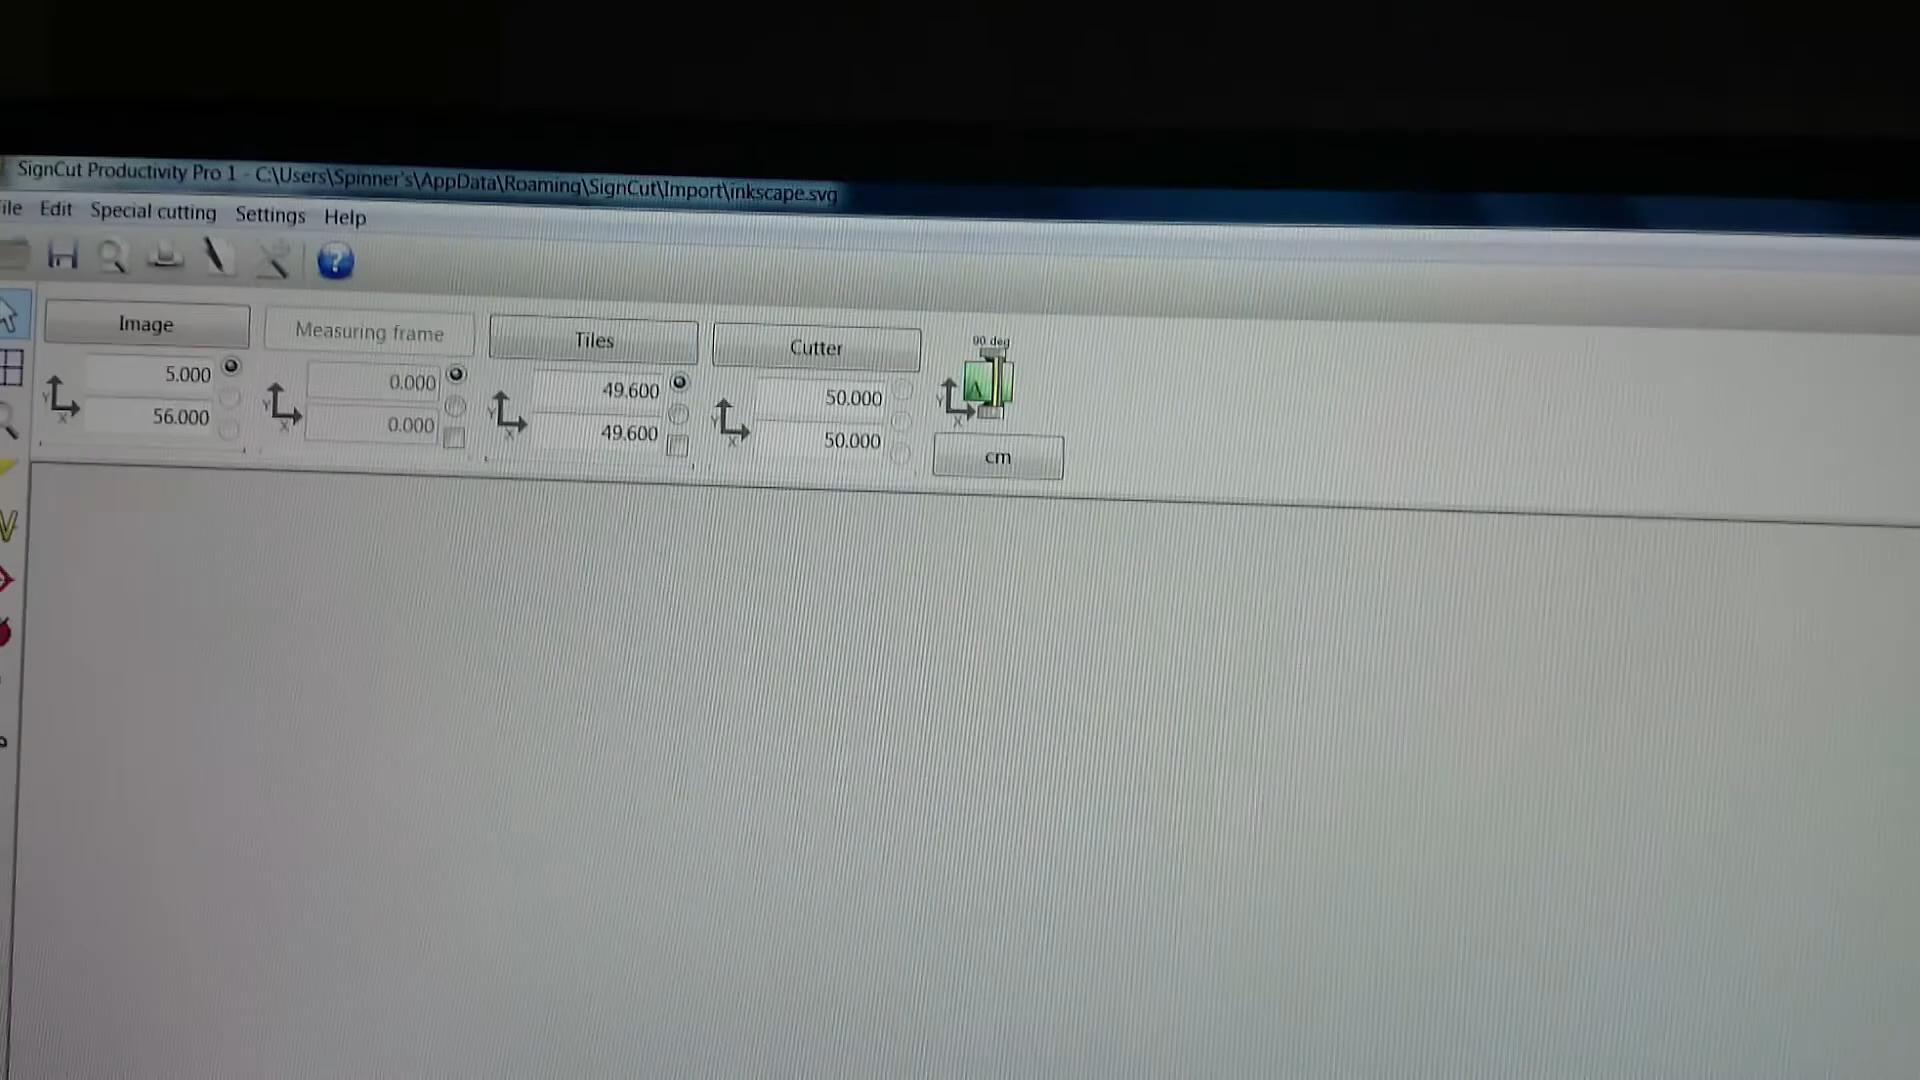 SignCut Productivity Pro 1 - C:\Users\Spinner's\AppData\Roaming\SignCut\Import\inkscape.svg
ile Edit Special cutting Settings Help
?
Image Measuring frame Tiles Cutter 90 deg
Y 5.000 Y 0.000 Y 49.600 Y 50.000 Y A
X 56.000 X 0.000 X 49.600 X 50.000 X
cm